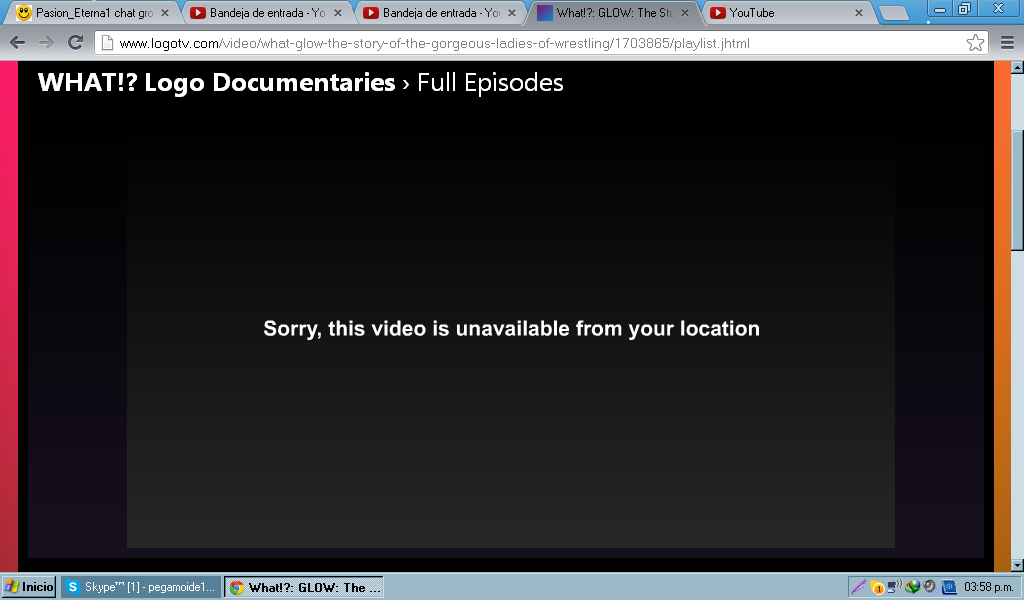 Pasion_Eterna1 chat gro
Bandeja de entrada - Yo
Bandeja de entrada - Yo
What!?: GLOW: The Sto
YouTube
www.logotv.com/video/what-glow-the-story-of-the-gorgeous-ladies-of-wrestling/1703865/playlist.jhtml
WHAT!? Logo Documentaries › Full Episodes
Sorry, this video is unavailable from your location
Inicio
Skype™ [1] - pegamoide1...
What!?: GLOW: The ...
03:58 p.m.